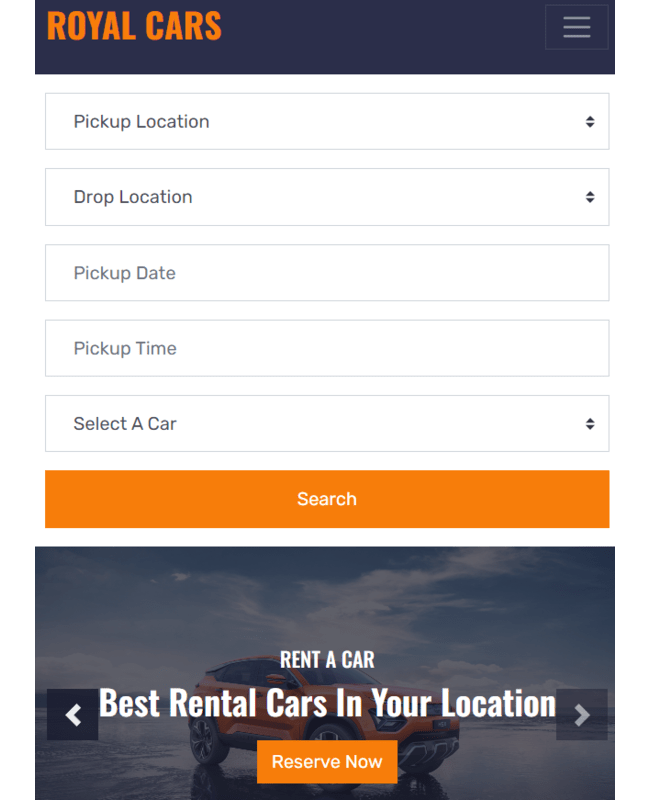 ROYAL CARS
Pickup Location
Drop Location
Pickup Date
Pickup Time
Select A Car
Search
RENT A CAR
Best Rental Cars In Your Location
Reserve Now